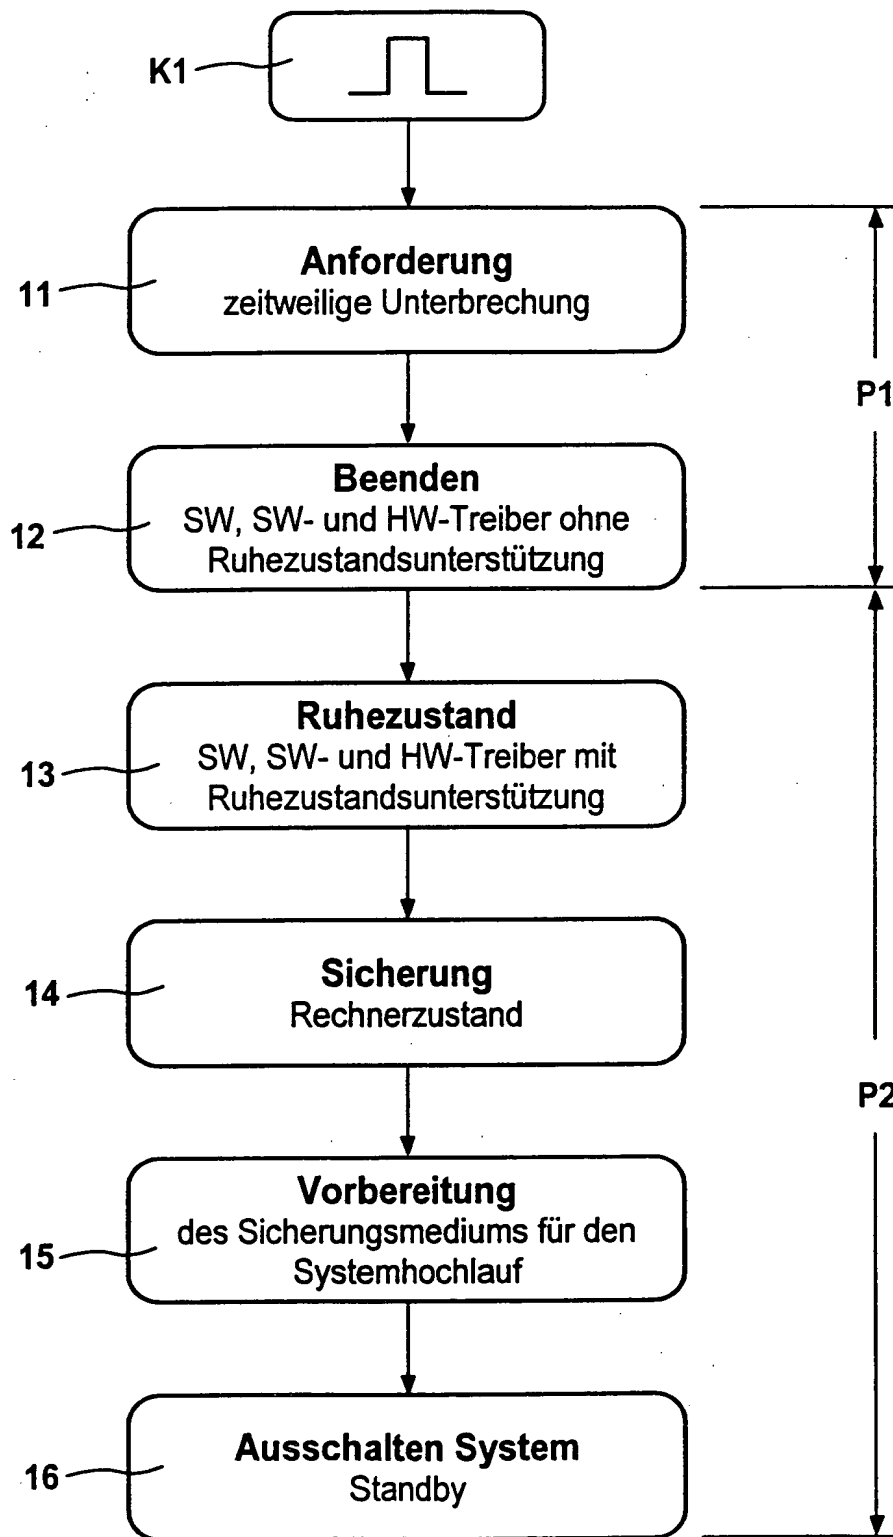 K1
11
Anforderung
zeitweilige Unterbrechung
P1
12
Beenden
SW, SW- und HW-Treiber ohne
Ruhezustandsunterstützung
13
Ruhezustand
SW, SW- und HW-Treiber mit
Ruhezustandsunterstützung
14
Sicherung
Rechnerzustand
P2
15
Vorbereitung
des Sicherungsmediums für den
Systemhochlauf
16
Ausschalten System
Standby